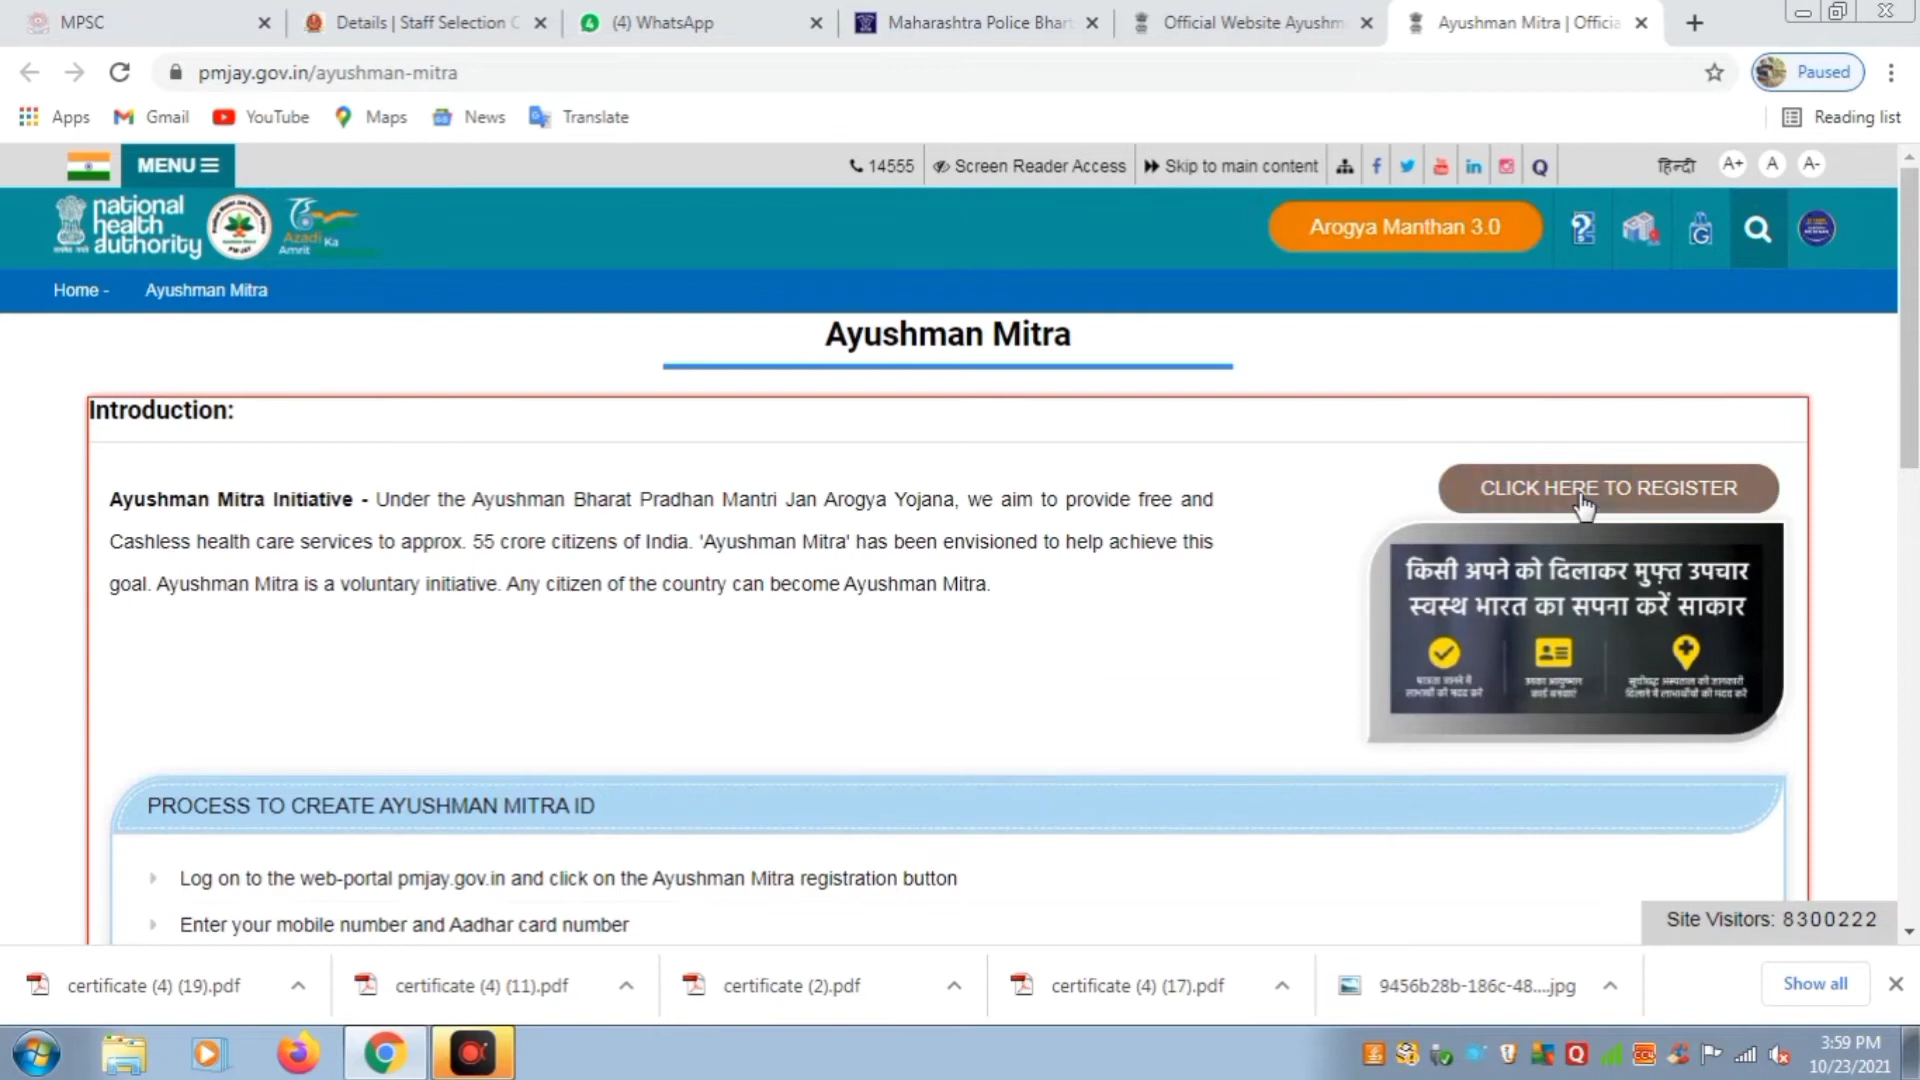 MPSC
Details | Staff Selection C
(4) WhatsApp
Maharashtra Police Bhart
Official Website Ayushm
Ayushman Mitra | Officia
pmjay.gov.in/ayushman-mitra
Paused
Apps
Gmail
YouTube
Maps
News
Translate
Reading list
MENU
14555
Screen Reader Access
Skip to main content
हिन्दी
A+
A
A-
national
health
authority
Azadi Ka
Amrit
Arogya Manthan 3.0
Home -
Ayushman Mitra
Ayushman Mitra
Introduction:
CLICK HERE TO REGISTER
Ayushman Mitra Initiative - Under the Ayushman Bharat Pradhan Mantri Jan Arogya Yojana, we aim to provide free and
Cashless health care services to approx. 55 crore citizens of India. 'Ayushman Mitra' has been envisioned to help achieve this
goal. Ayushman Mitra is a voluntary initiative. Any citizen of the country can become Ayushman Mitra.
किसी अपने को दिलाकर मुफ़्त उपचार
स्वस्थ भारत का सपना करें साकार
PROCESS TO CREATE AYUSHMAN MITRA ID
Log on to the web-portal pmjay.gov.in and click on the Ayushman Mitra registration button
Enter your mobile number and Aadhar card number
Site Visitors: 8300222
certificate (4) (19).pdf
certificate (4) (11).pdf
certificate (2).pdf
certificate (4) (17).pdf
9456b28b-186c-48....jpg
Show all
3:59 PM
10/23/2021